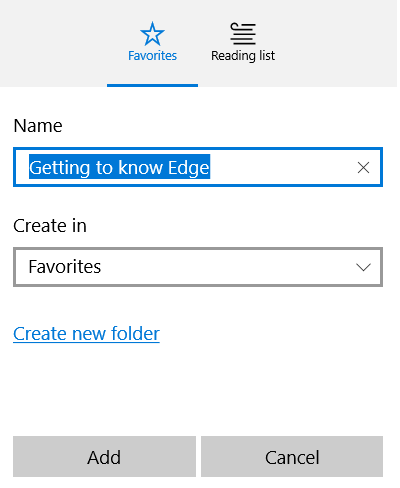 Favorites Reading list
Name
Getting to know Edge
Create in
Favorites
Create new folder
Add Cancel